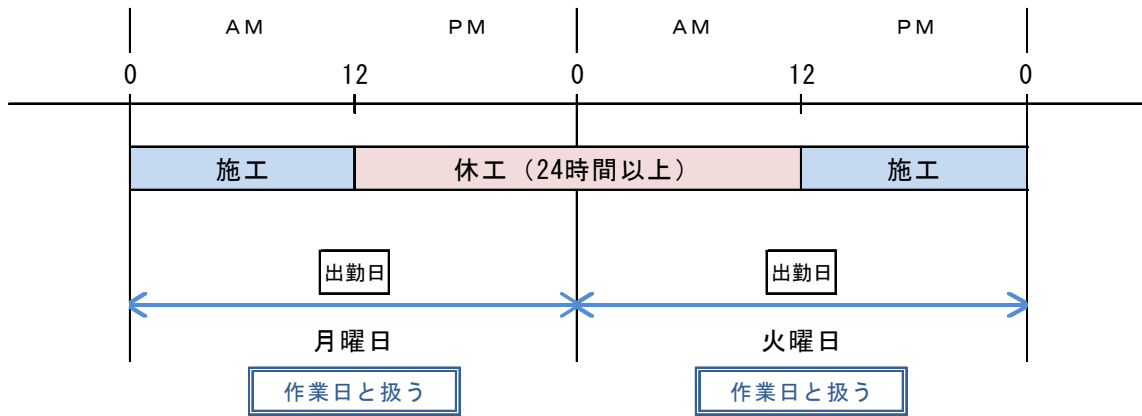 ＡＭ ＰＭ ＡＭ ＰＭ
0 12 0 12 0
施工 休工（24時間以上） 施工
出勤日 出勤日
月曜日 火曜日
作業日と扱う 作業日と扱う